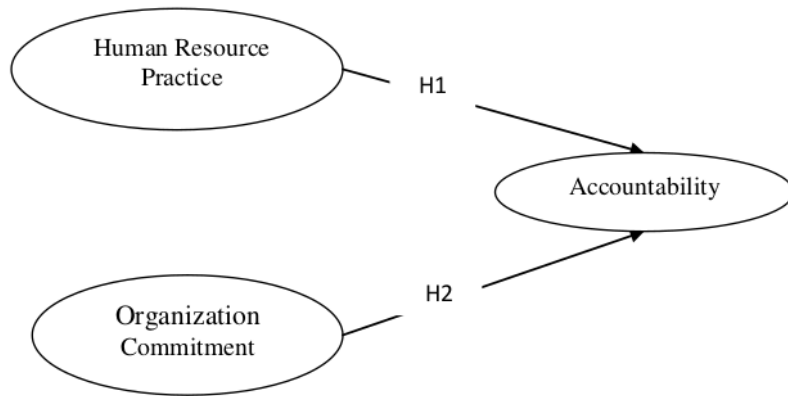 Human Resource
Practice
H1
Accountability
H2
Organization
Commitment